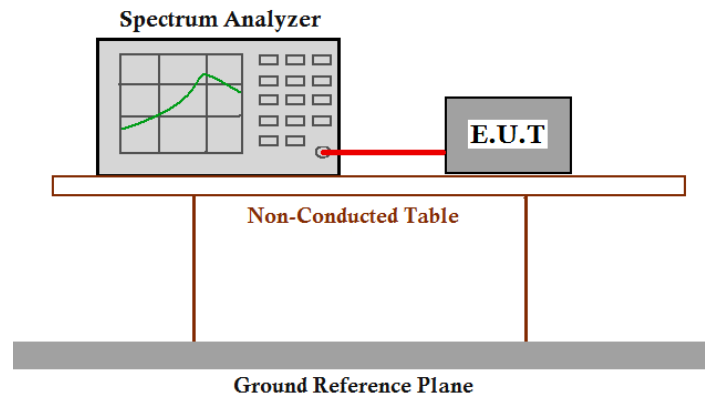 Spectrum Analyzer
E.U.T
Non-Conducted Table
Ground Reference Plane